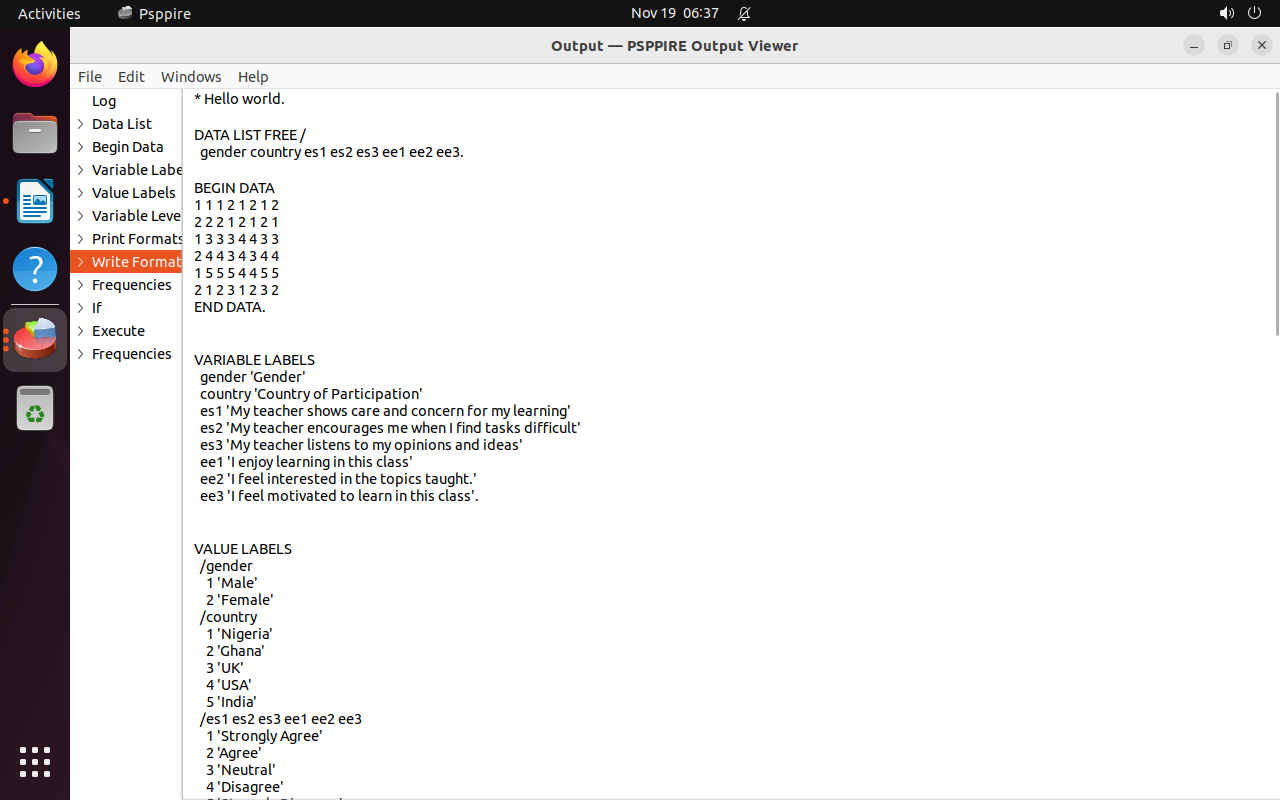 Activities
Psppire
Nov 19 06:37
Output — PSPPIRE Output Viewer
File Edit Windows Help
Log
Data List
Begin Data
Variable Labe
Value Labels
Variable Leve
Print Formats
Write Format
Frequencies
If
Execute
Frequencies
* Hello world.
DATA LIST FREE /
gender country es1 es2 es3 ee1 ee2 ee3.
BEGIN DATA
1 1 1 2 1 2 1 2
2 2 2 1 2 1 2 1
1 3 3 3 4 4 3 3
2 4 4 3 4 3 4 4
1 5 5 5 4 4 5 5
2 1 2 3 1 2 3 2
END DATA.
VARIABLE LABELS
gender 'Gender'
country 'Country of Participation'
es1 'My teacher shows care and concern for my learning'
es2 'My teacher encourages me when I find tasks difficult'
es3 'My teacher listens to my opinions and ideas'
ee1 'I enjoy learning in this class'
ee2 'I feel interested in the topics taught.'
ee3 'I feel motivated to learn in this class'.
VALUE LABELS
/gender
1 'Male'
2 'Female'
/country
1 'Nigeria'
2 'Ghana'
3 'UK'
4 'USA'
5 'India'
/es1 es2 es3 ee1 ee2 ee3
1 'Strongly Agree'
2 'Agree'
3 'Neutral'
4 'Disagree'